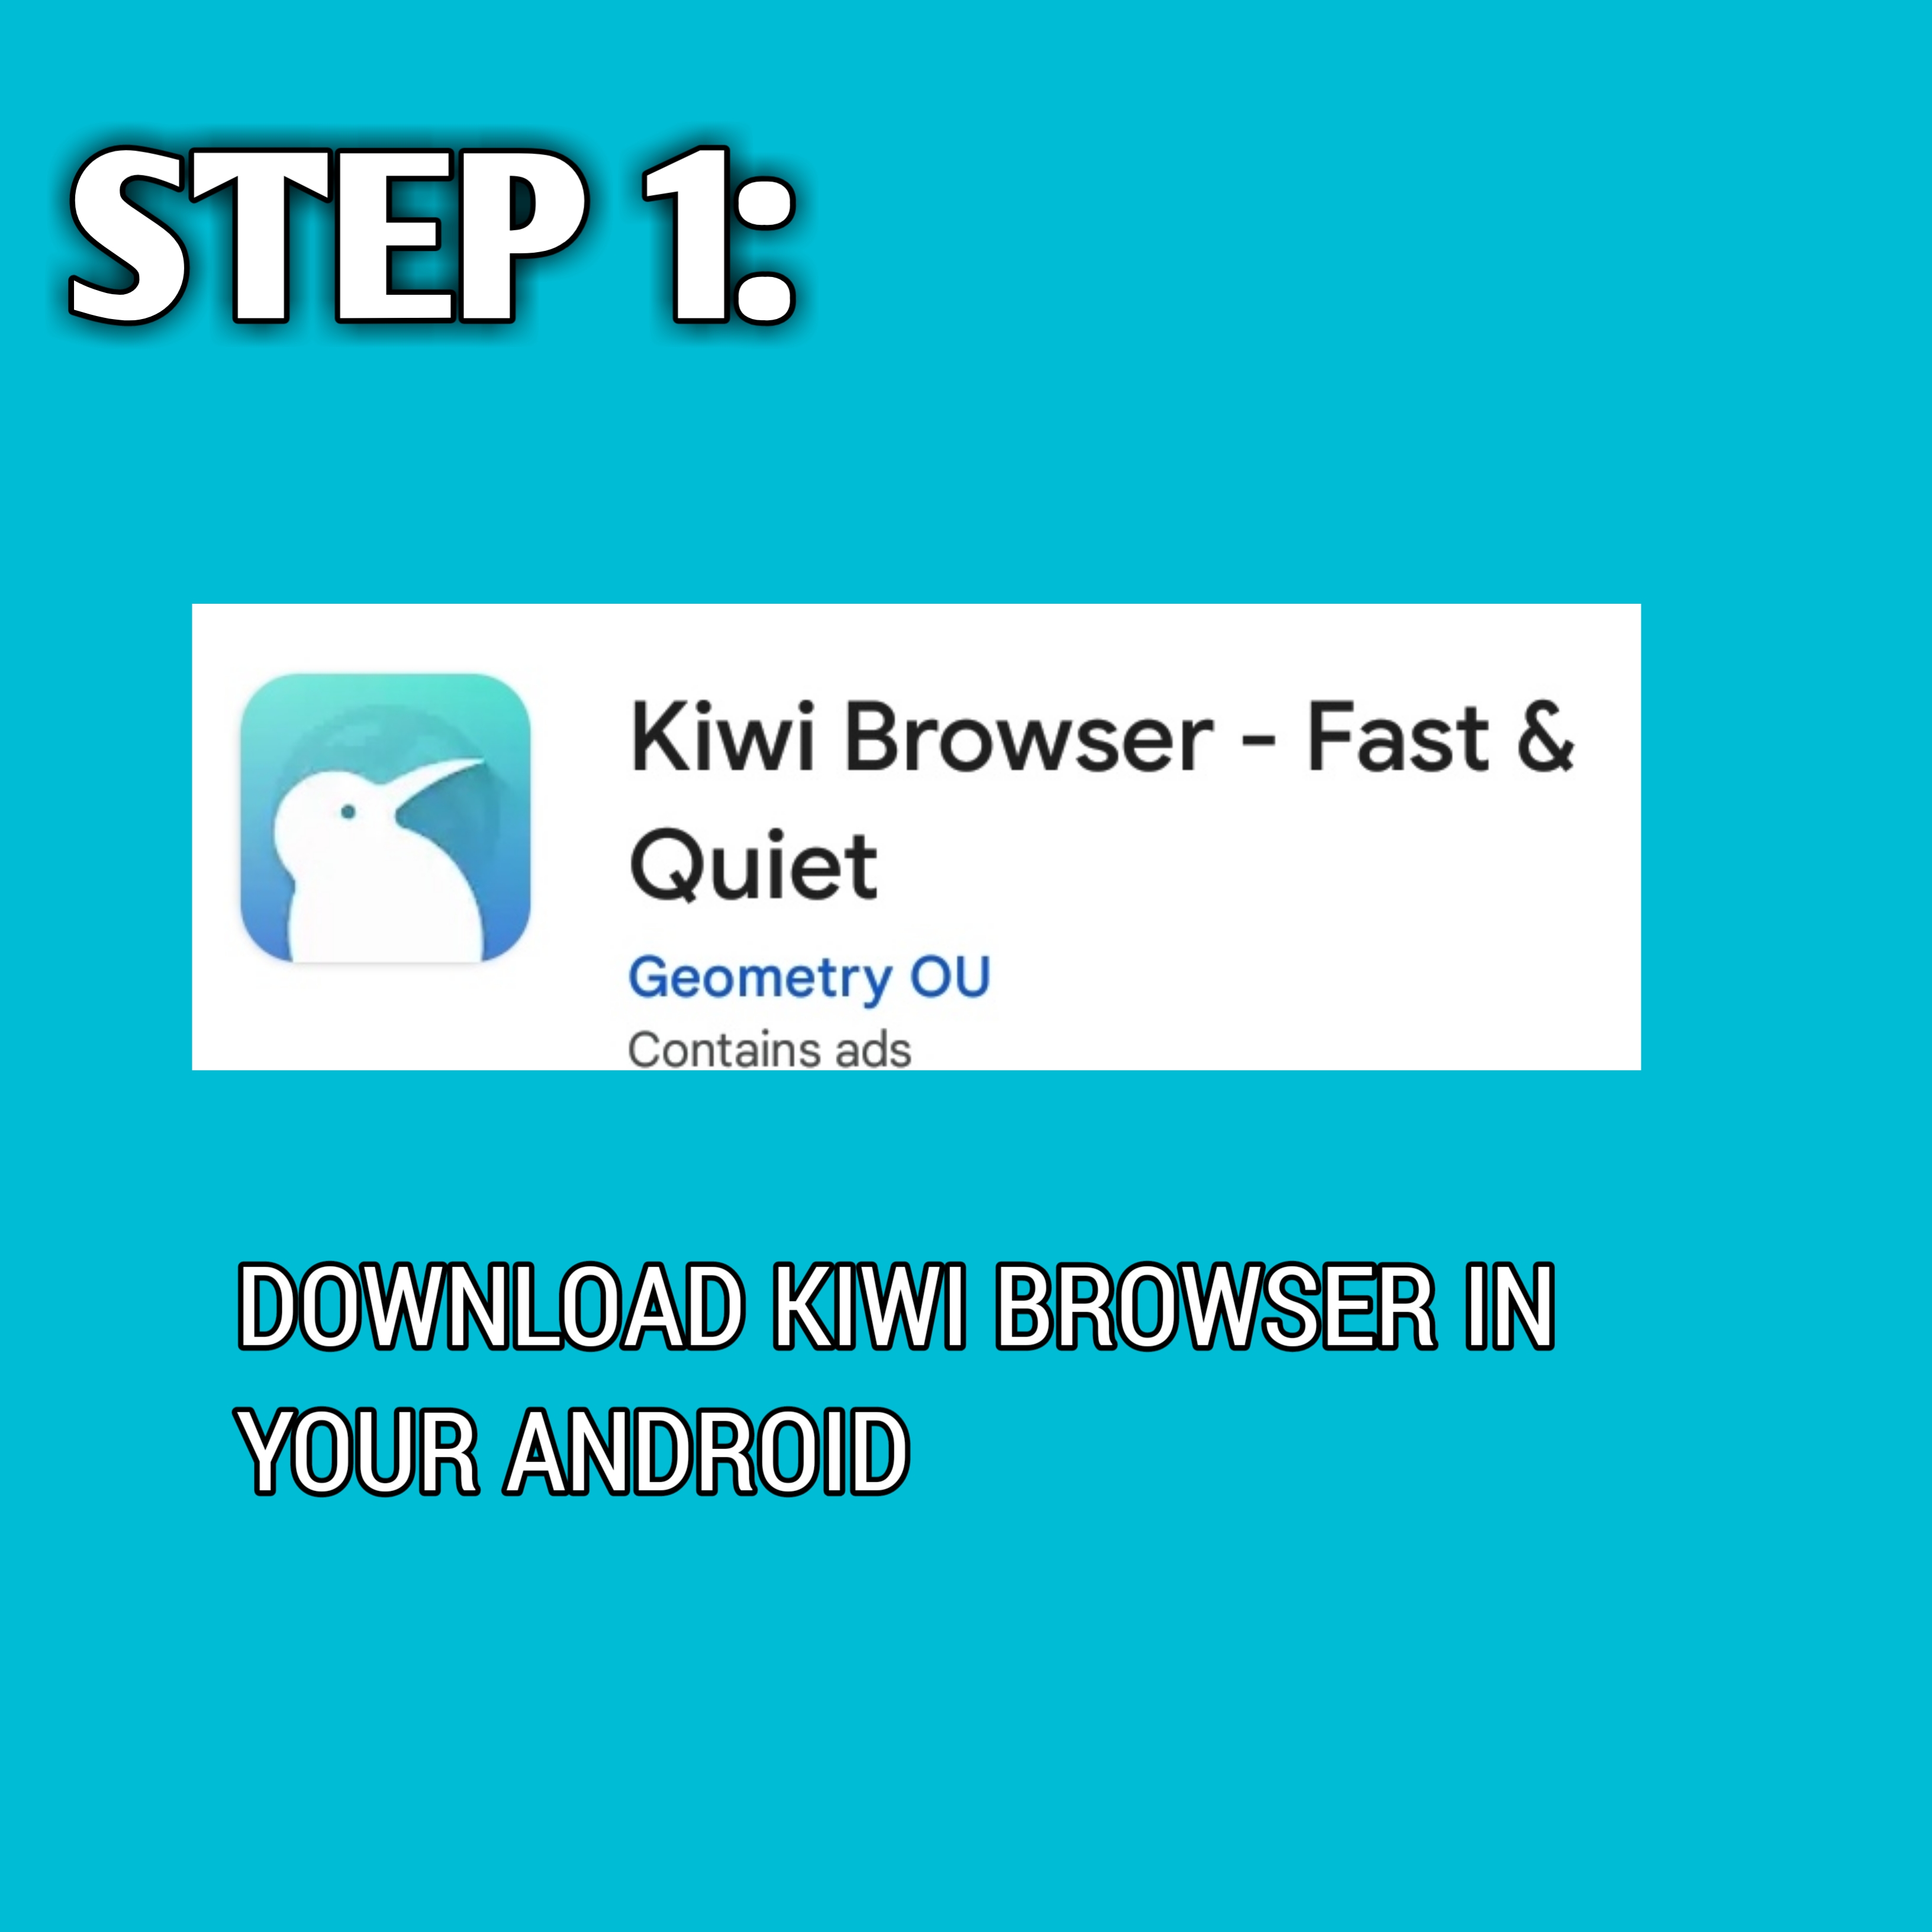 STEP 1:
Kiwi Browser - Fast &
Quiet
Geometry OU
Contains ads
DOWNLOAD KIWI BROWSER IN
YOUR ANDROID